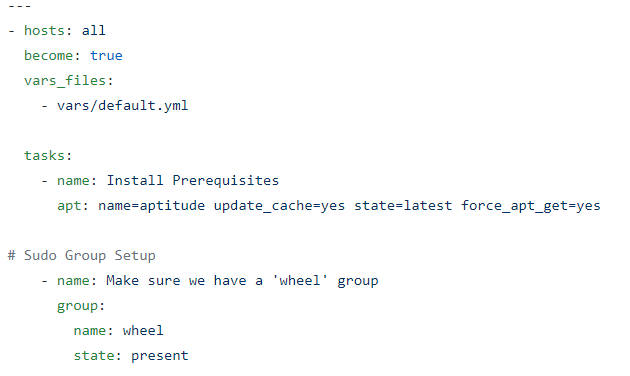 ---
- hosts: all
  become: true
  vars_files:
    - vars/default.yml

  tasks:
    - name: Install Prerequisites
      apt: name=aptitude update_cache=yes state=latest force_apt_get=yes

# Sudo Group Setup
    - name: Make sure we have a 'wheel' group
      group:
        name: wheel
        state: present